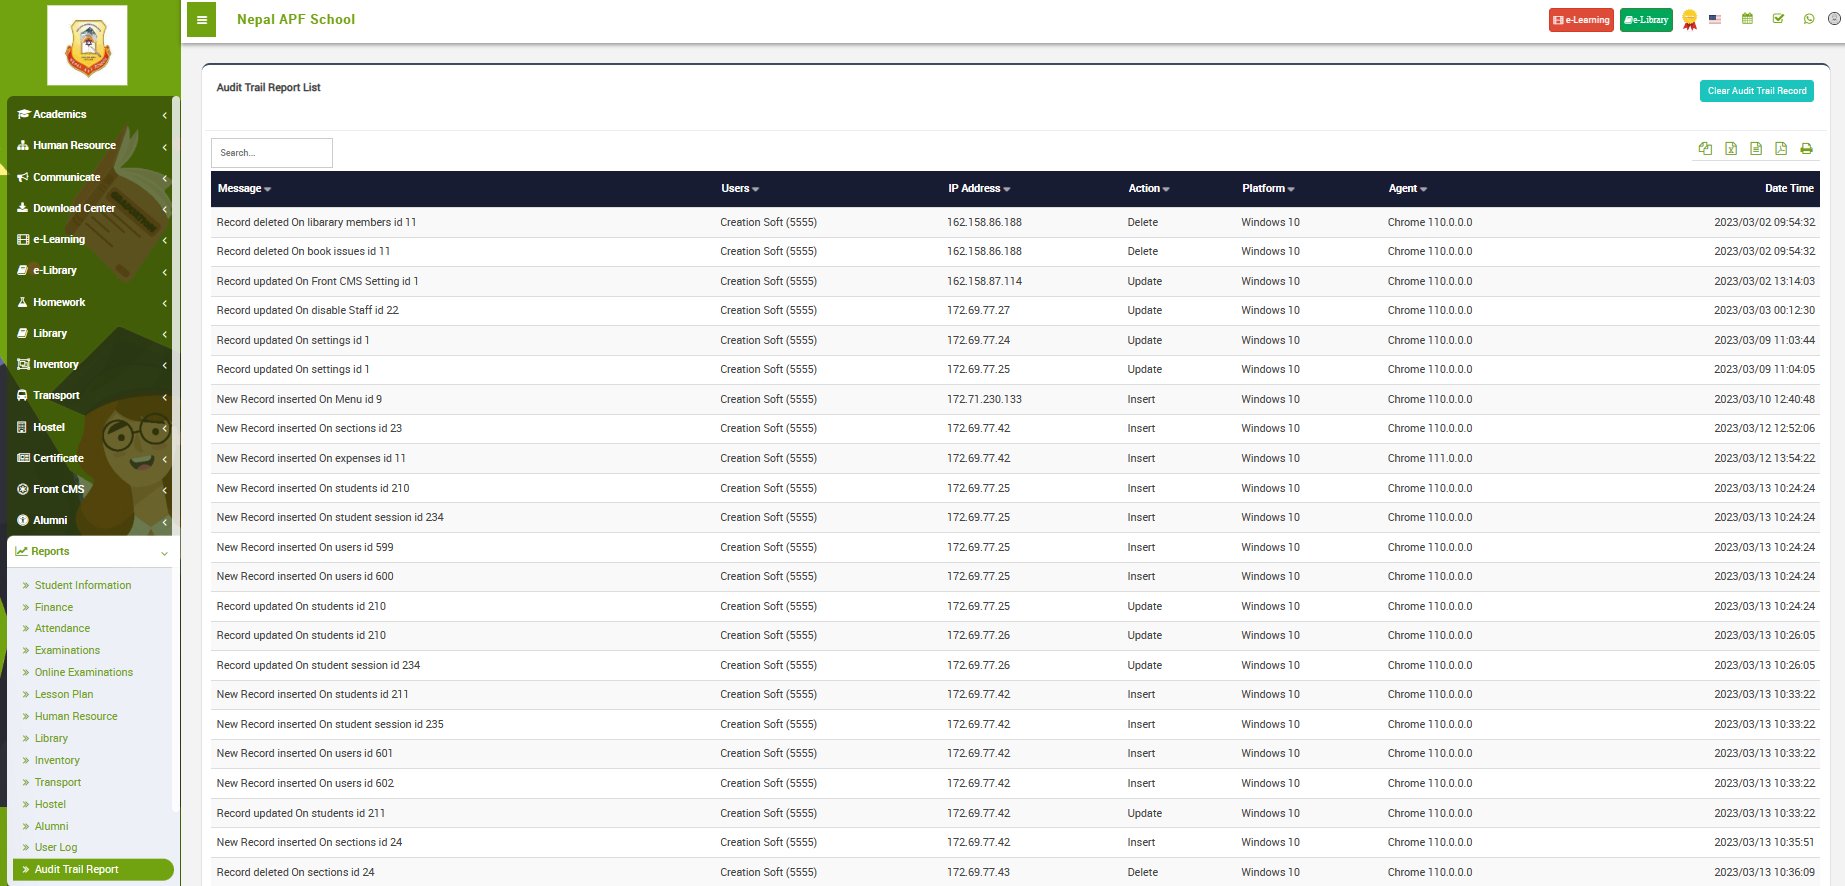 Nepal APF School
e-Learning
e-Library
Academics
Human Resource
Communicate
Download Center
e-Learning
e-Library
Homework
Library
Inventory
Transport
Hostel
Certificate
Front CMS
Alumni
Reports
Student Information
Finance
Attendance
Examinations
Online Examinations
Lesson Plan
Human Resource
Library
Inventory
Transport
Hostel
Alumni
User Log
Audit Trail Report
Audit Trail Report List
Clear Audit Trail Record
Search...
Message Users IP Address Action Platform Agent Date Time
Record deleted On libarary members id 11 Creation Soft (5555) 162.158.86.188 Delete Windows 10 Chrome 110.0.0.0 2023/03/02 09:54:32
Record deleted On book issues id 11 Creation Soft (5555) 162.158.86.188 Delete Windows 10 Chrome 110.0.0.0 2023/03/02 09:54:32
Record updated On Front CMS Setting id 1 Creation Soft (5555) 162.158.87.114 Update Windows 10 Chrome 110.0.0.0 2023/03/02 13:14:03
Record updated On disable Staff id 22 Creation Soft (5555) 172.69.77.27 Update Windows 10 Chrome 110.0.0.0 2023/03/03 00:12:30
Record updated On settings id 1 Creation Soft (5555) 172.69.77.24 Update Windows 10 Chrome 110.0.0.0 2023/03/09 11:03:44
Record updated On settings id 1 Creation Soft (5555) 172.69.77.25 Update Windows 10 Chrome 110.0.0.0 2023/03/09 11:04:05
New Record inserted On Menu id 9 Creation Soft (5555) 172.71.230.133 Insert Windows 10 Chrome 110.0.0.0 2023/03/10 12:40:48
New Record inserted On sections id 23 Creation Soft (5555) 172.69.77.42 Insert Windows 10 Chrome 110.0.0.0 2023/03/12 12:52:06
New Record inserted On expenses id 11 Creation Soft (5555) 172.69.77.42 Insert Windows 10 Chrome 111.0.0.0 2023/03/12 13:54:22
New Record inserted On students id 210 Creation Soft (5555) 172.69.77.25 Insert Windows 10 Chrome 110.0.0.0 2023/03/13 10:24:24
New Record inserted On student session id 234 Creation Soft (5555) 172.69.77.25 Insert Windows 10 Chrome 110.0.0.0 2023/03/13 10:24:24
New Record inserted On users id 599 Creation Soft (5555) 172.69.77.25 Insert Windows 10 Chrome 110.0.0.0 2023/03/13 10:24:24
New Record inserted On users id 600 Creation Soft (5555) 172.69.77.25 Insert Windows 10 Chrome 110.0.0.0 2023/03/13 10:24:24
Record updated On students id 210 Creation Soft (5555) 172.69.77.25 Update Windows 10 Chrome 110.0.0.0 2023/03/13 10:24:24
Record updated On students id 210 Creation Soft (5555) 172.69.77.26 Update Windows 10 Chrome 110.0.0.0 2023/03/13 10:26:05
Record updated On student session id 234 Creation Soft (5555) 172.69.77.26 Update Windows 10 Chrome 110.0.0.0 2023/03/13 10:26:05
New Record inserted On students id 211 Creation Soft (5555) 172.69.77.42 Insert Windows 10 Chrome 110.0.0.0 2023/03/13 10:33:22
New Record inserted On student session id 235 Creation Soft (5555) 172.69.77.42 Insert Windows 10 Chrome 110.0.0.0 2023/03/13 10:33:22
New Record inserted On users id 601 Creation Soft (5555) 172.69.77.42 Insert Windows 10 Chrome 110.0.0.0 2023/03/13 10:33:22
New Record inserted On users id 602 Creation Soft (5555) 172.69.77.42 Insert Windows 10 Chrome 110.0.0.0 2023/03/13 10:33:22
Record updated On students id 211 Creation Soft (5555) 172.69.77.42 Update Windows 10 Chrome 110.0.0.0 2023/03/13 10:33:22
New Record inserted On sections id 24 Creation Soft (5555) 172.69.77.42 Insert Windows 10 Chrome 110.0.0.0 2023/03/13 10:35:51
Record deleted On sections id 24 Creation Soft (5555) 172.69.77.43 Delete Windows 10 Chrome 110.0.0.0 2023/03/13 10:36:09